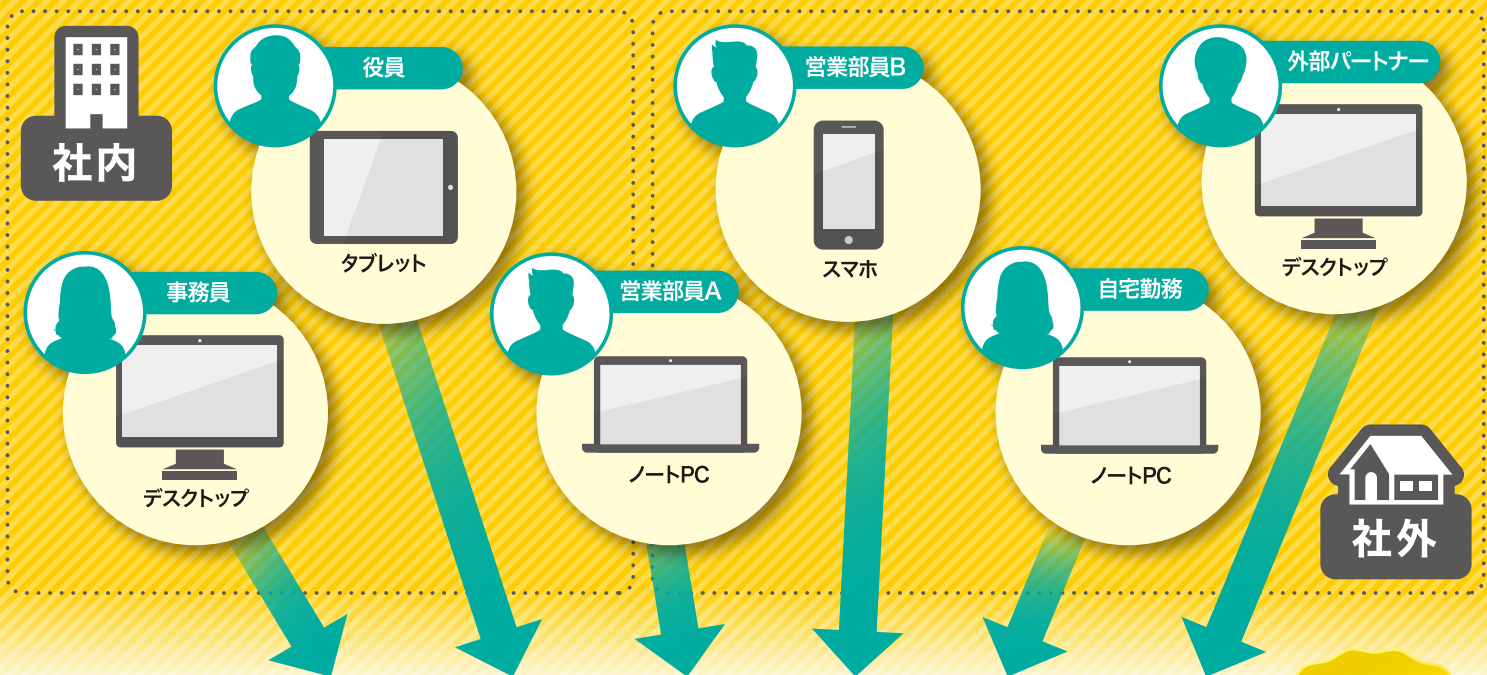 社内
役員
タブレット
事務員
デスクトップ
営業部員A
ノートPC
営業部員B
スマホ
自宅勤務
ノートPC
外部パートナー
デスクトップ
社外